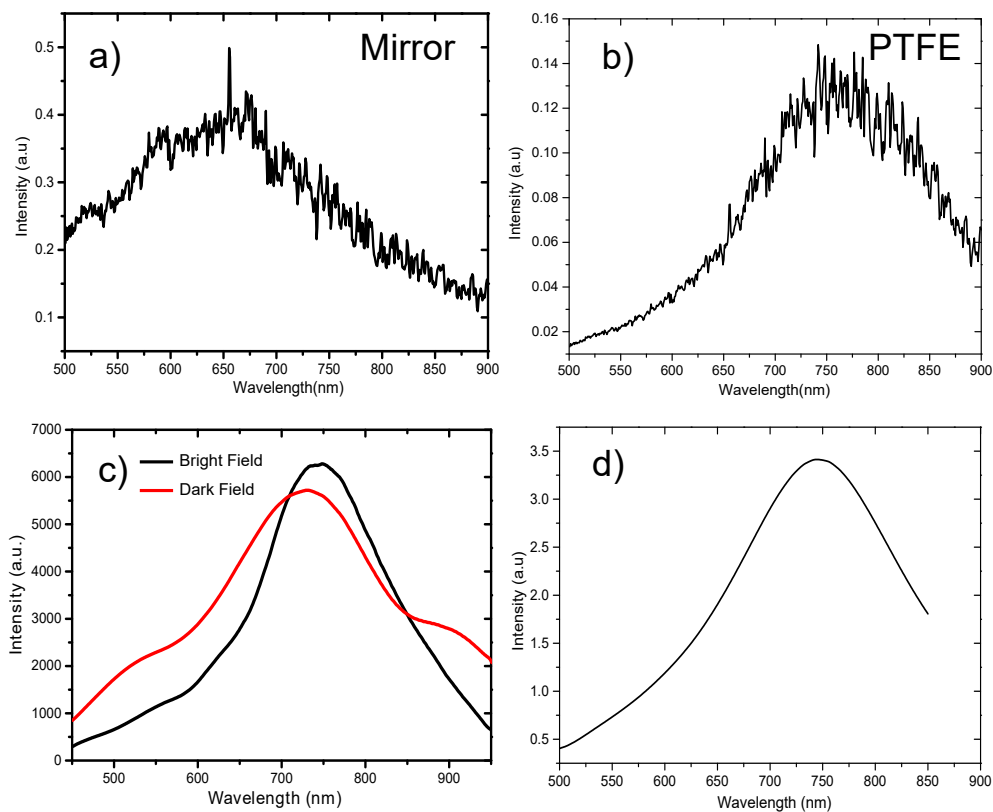 a)
Mirror
Intensity (a.u)
0.5
0.4
0.3
0.2
0.1
500 550 600 650 700 750 800 850 900
Wavelength(nm)
b)
PTFE
Intensity (a.u)
0.16
0.14
0.12
0.10
0.08
0.06
0.04
0.02
500 550 600 650 700 750 800 850 900
Wavelength(nm)
c)
Bright Field
Dark Field
Intensity (a.u.)
7000
6000
5000
4000
3000
2000
1000
0
500 600 700 800 900
Wavelength (nm)
d)
Intensity (a.u)
3.5
3.0
2.5
2.0
1.5
1.0
0.5
500 550 600 650 700 750 800 850 900
Wavelength (nm)